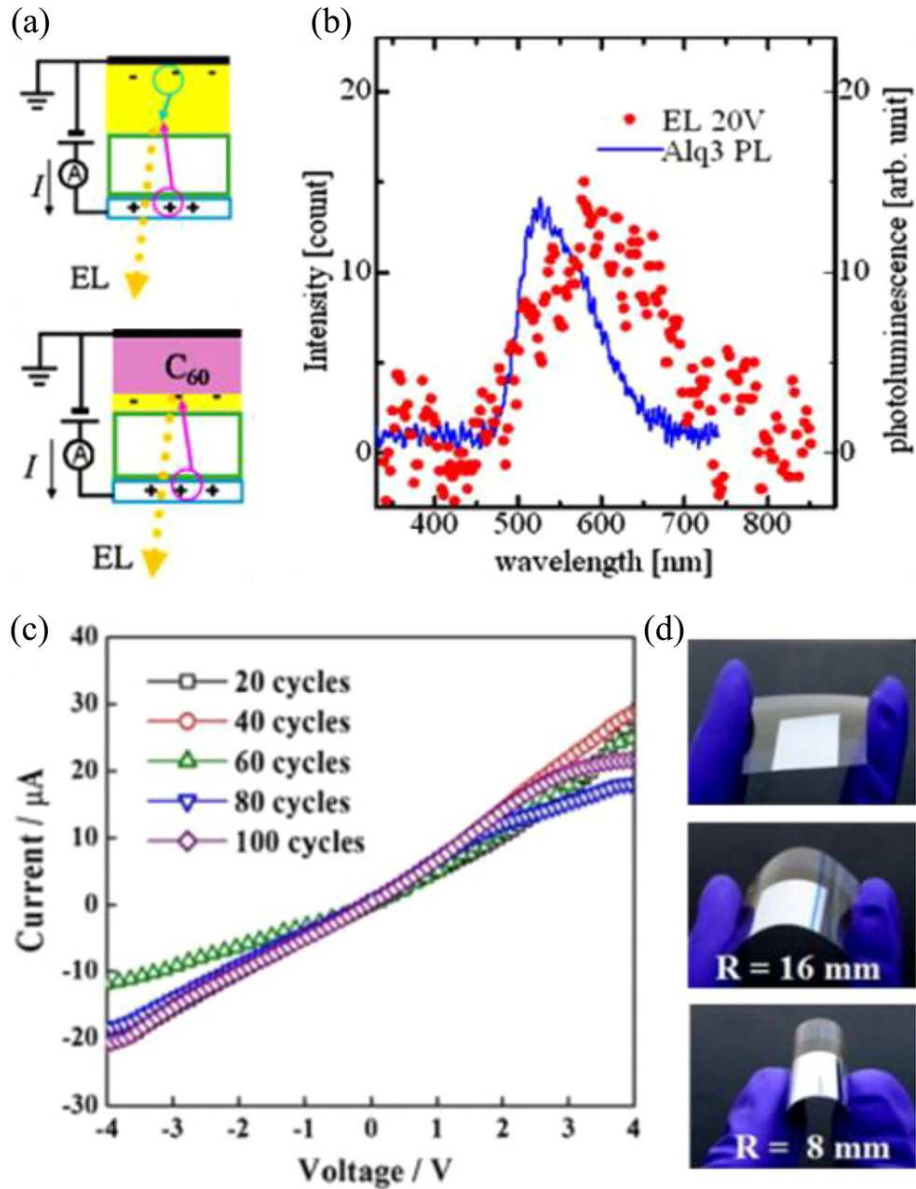 (a)
- - -
I
A
+ + +
EL
C60
- -
I
A
+ + +
EL
(b)
20
10
0
Intensity [count]
EL 20V
Alq3 PL
20
10
0
photoluminescence [arb. unit]
400 500 600 700 800
wavelength [nm]
(c)
40
30
20
10
0
-10
-20
-30
Current / μA
20 cycles
40 cycles
60 cycles
80 cycles
100 cycles
-4 -3 -2 -1 0 1 2 3 4
Voltage / V
(d)
R = 16 mm
R = 8 mm